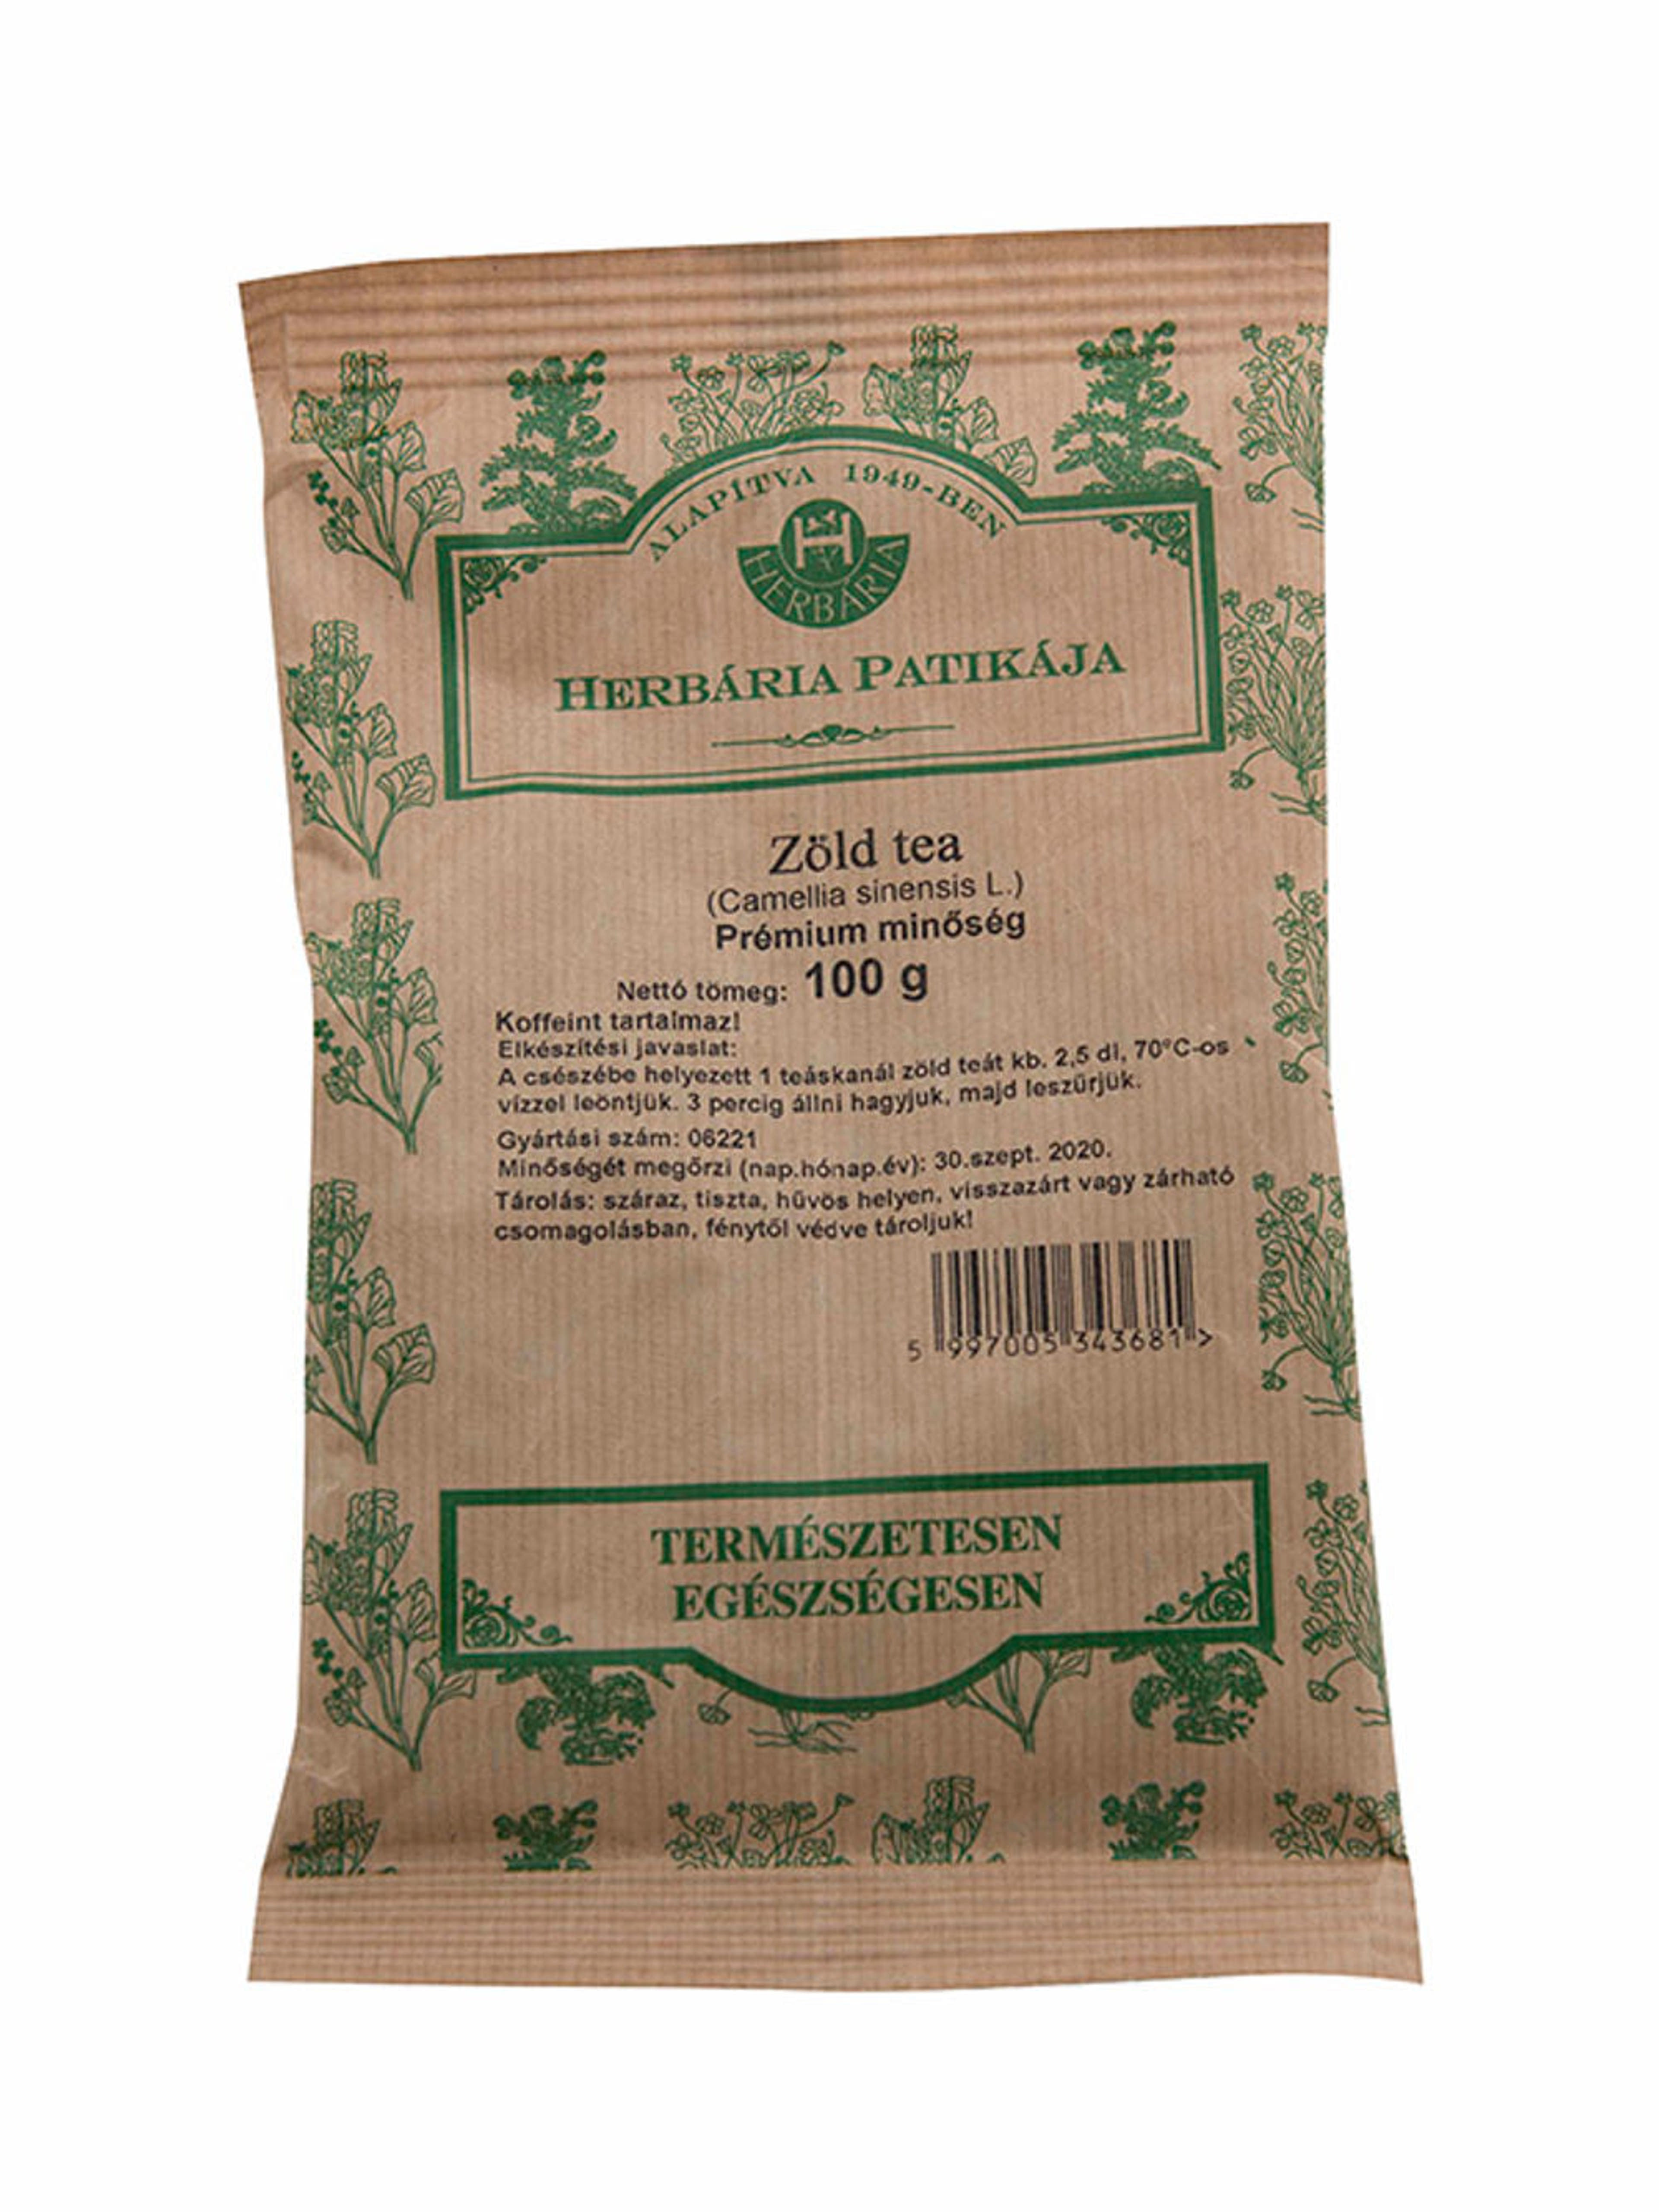 ALAPÍTVA 1949-BEN
H
HERBÁRIA
HERBÁRIA PATIKÁJA
Zöld tea
(Camellia sinensis L.)
Prémium minőség
Nettó tömeg: 100 g
Koffeint tartalmaz!
Elkészítési javaslat:
A csészébe helyezett 1 teáskanál zöld teát kb. 2,5 dl, 70°C-os
vízzel leöntjük. 3 percig állni hagyjuk, majd leszűrjük.
Gyártási szám: 06221
Minőségét megőrzi (nap.hónap.év): 30.szept. 2020.
Tárolás: száraz, tiszta, hűvös helyen, visszazárt vagy zárható
csomagolásban, fénytől védve tároljuk!
5 997005 343681 >
TERMÉSZETESEN
EGÉSZSÉGESEN